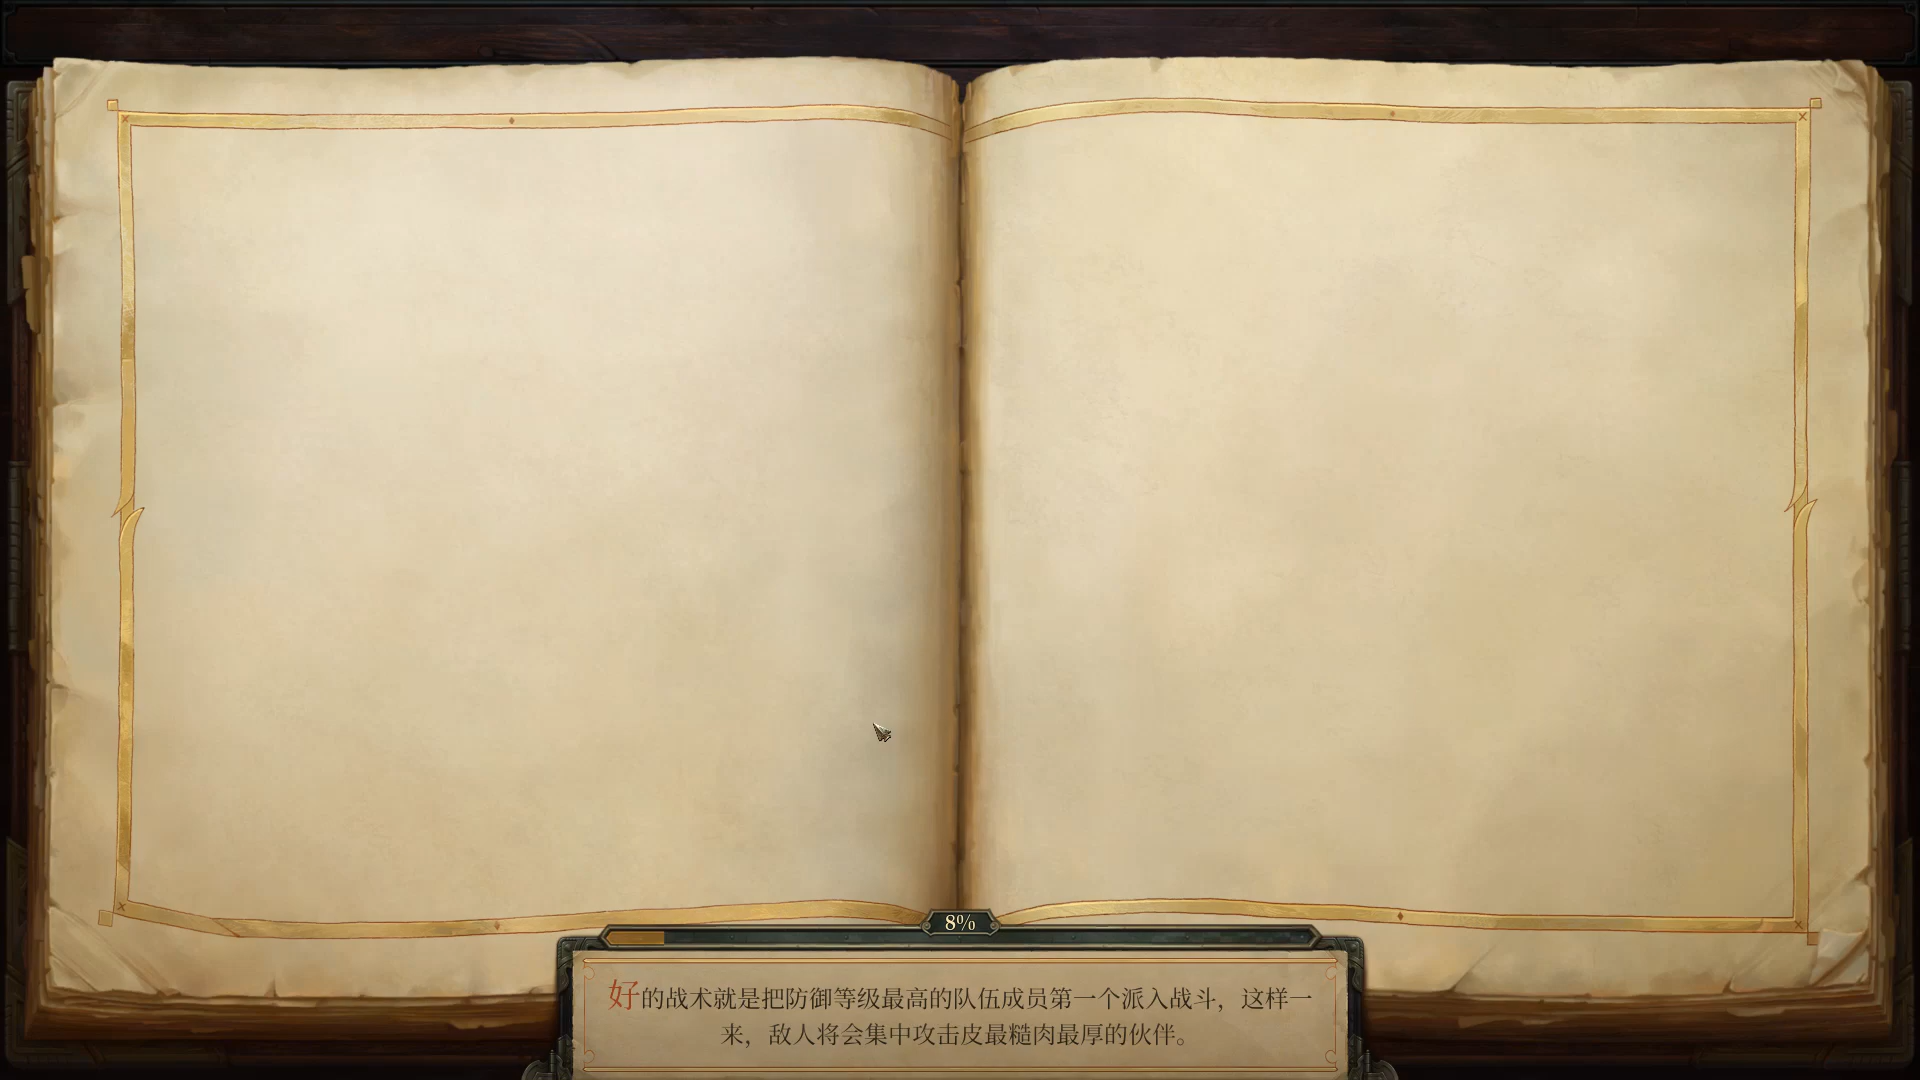 8%
好的战术就是把防御等级最高的队伍成员第一个派入战斗，这样一
来，敌人将会集中攻击皮最糙肉最厚的伙伴。